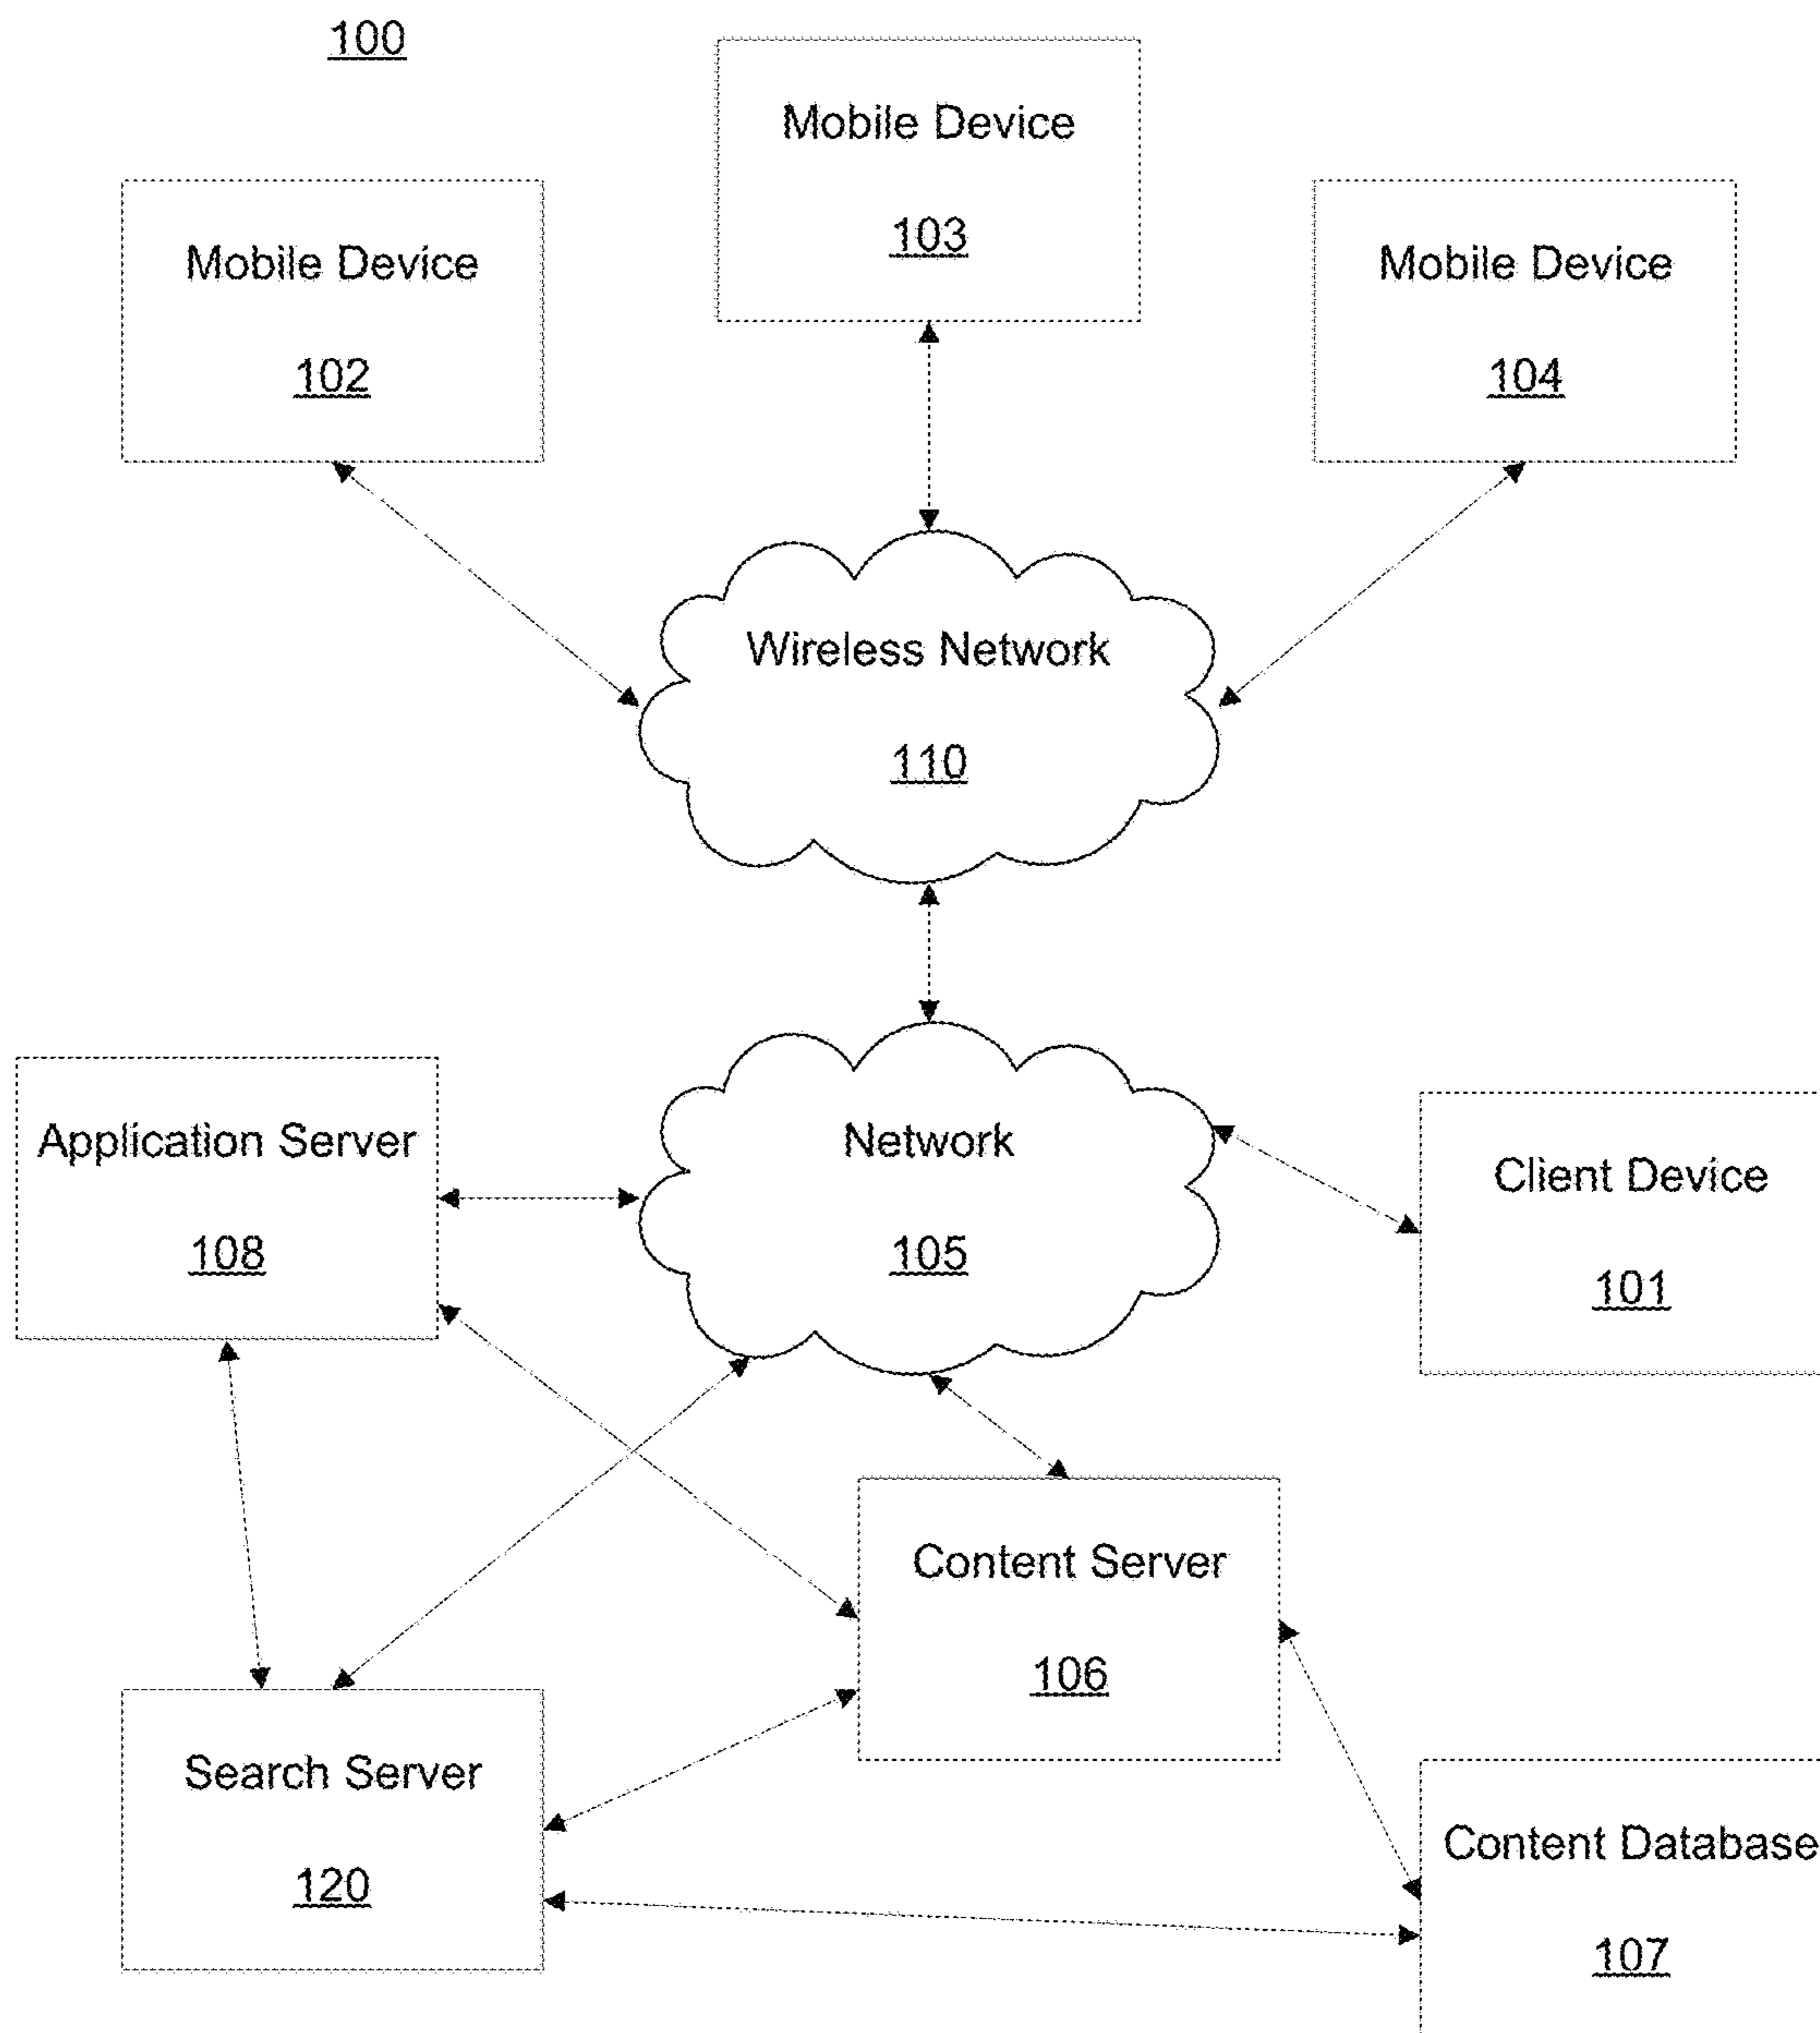 100
Mobile Device
103
Mobile Device
102
Mobile Device
104
Wireless Network
110
Application Server
108
Network
105
Client Device
101
Content Server
106
Search Server
120
Content Database
107